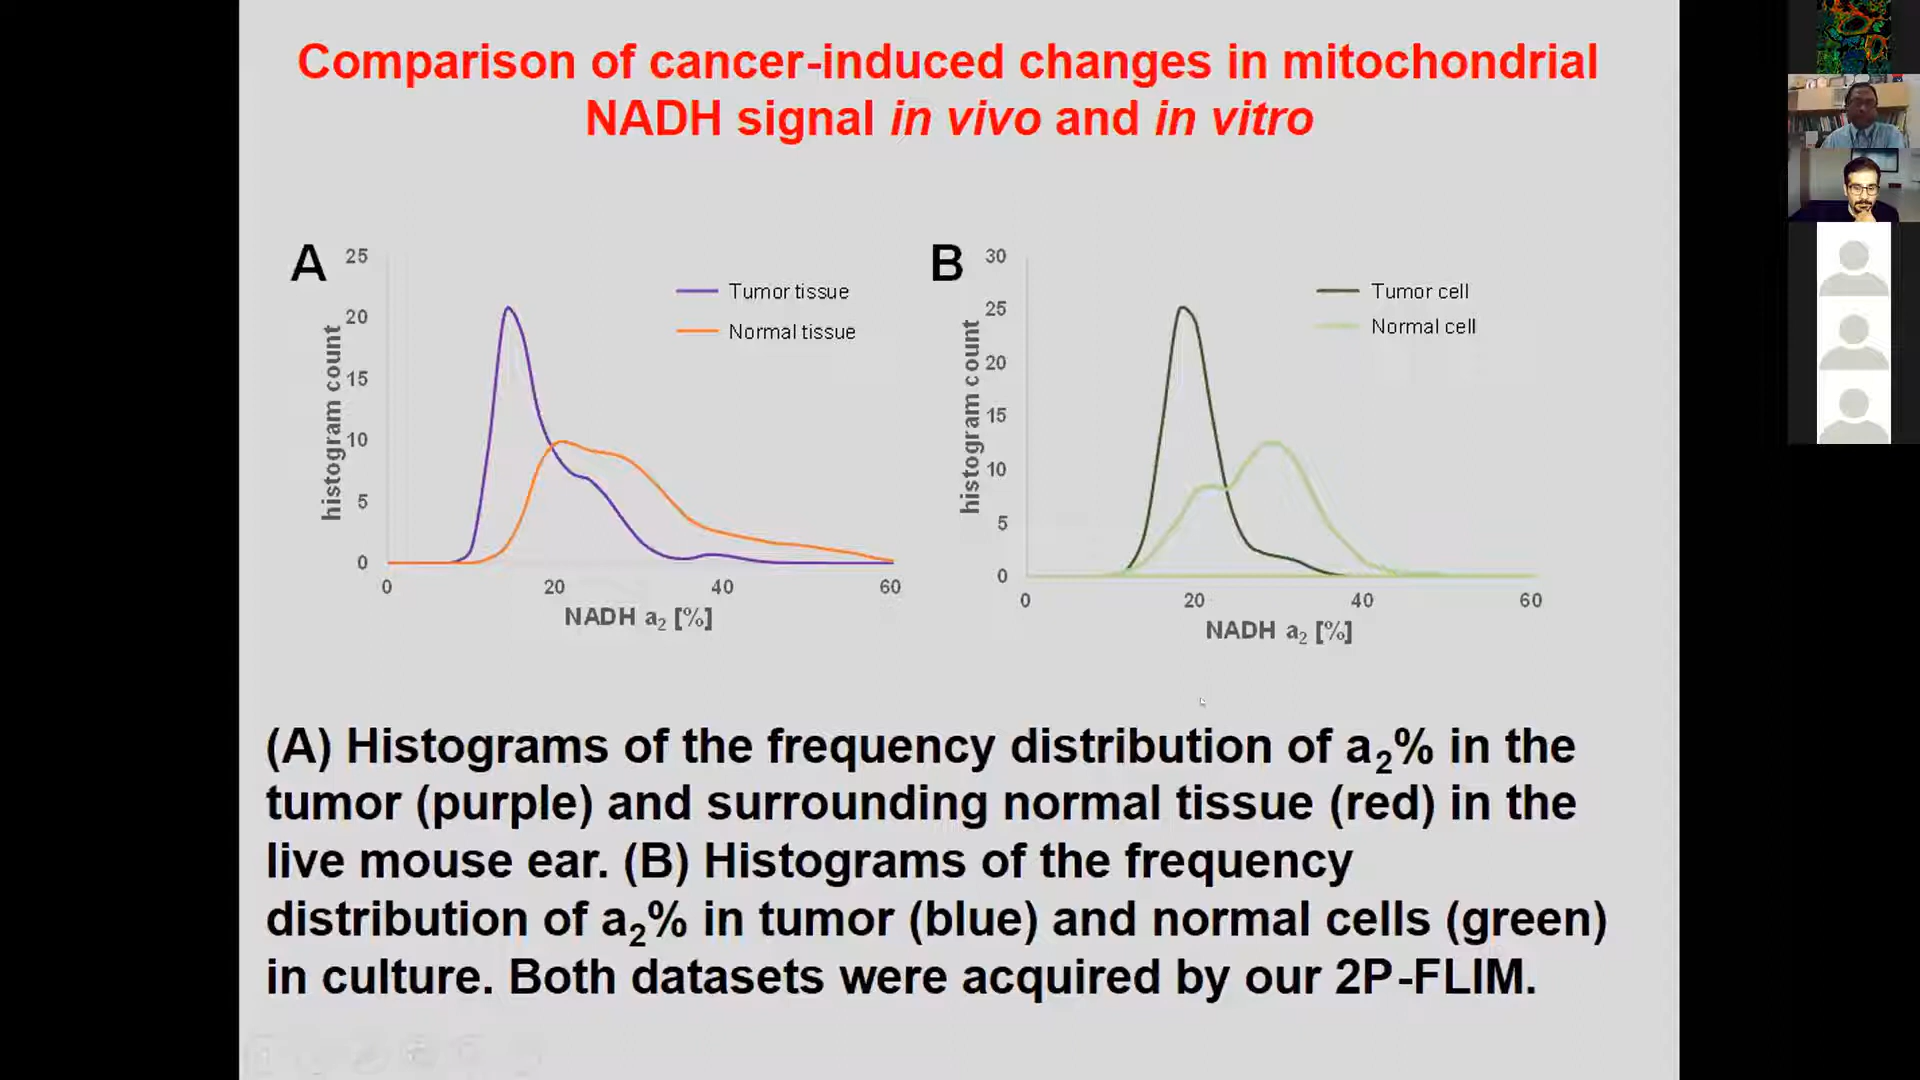 Comparison of cancer-induced changes in mitochondrial
NADH signal in vivo and in vitro
A
25
20
15
10
5
0
histogram count
Tumor tissue
Normal tissue
0
20
40
60
NADH a₂ [%]
B
30
25
20
15
10
5
0
histogram count
Tumor cell
Normal cell
0
20
40
60
NADH a₂ [%]
(A) Histograms of the frequency distribution of a₂% in the
tumor (purple) and surrounding normal tissue (red) in the
live mouse ear. (B) Histograms of the frequency
distribution of a₂% in tumor (blue) and normal cells (green)
in culture. Both datasets were acquired by our 2P-FLIM.